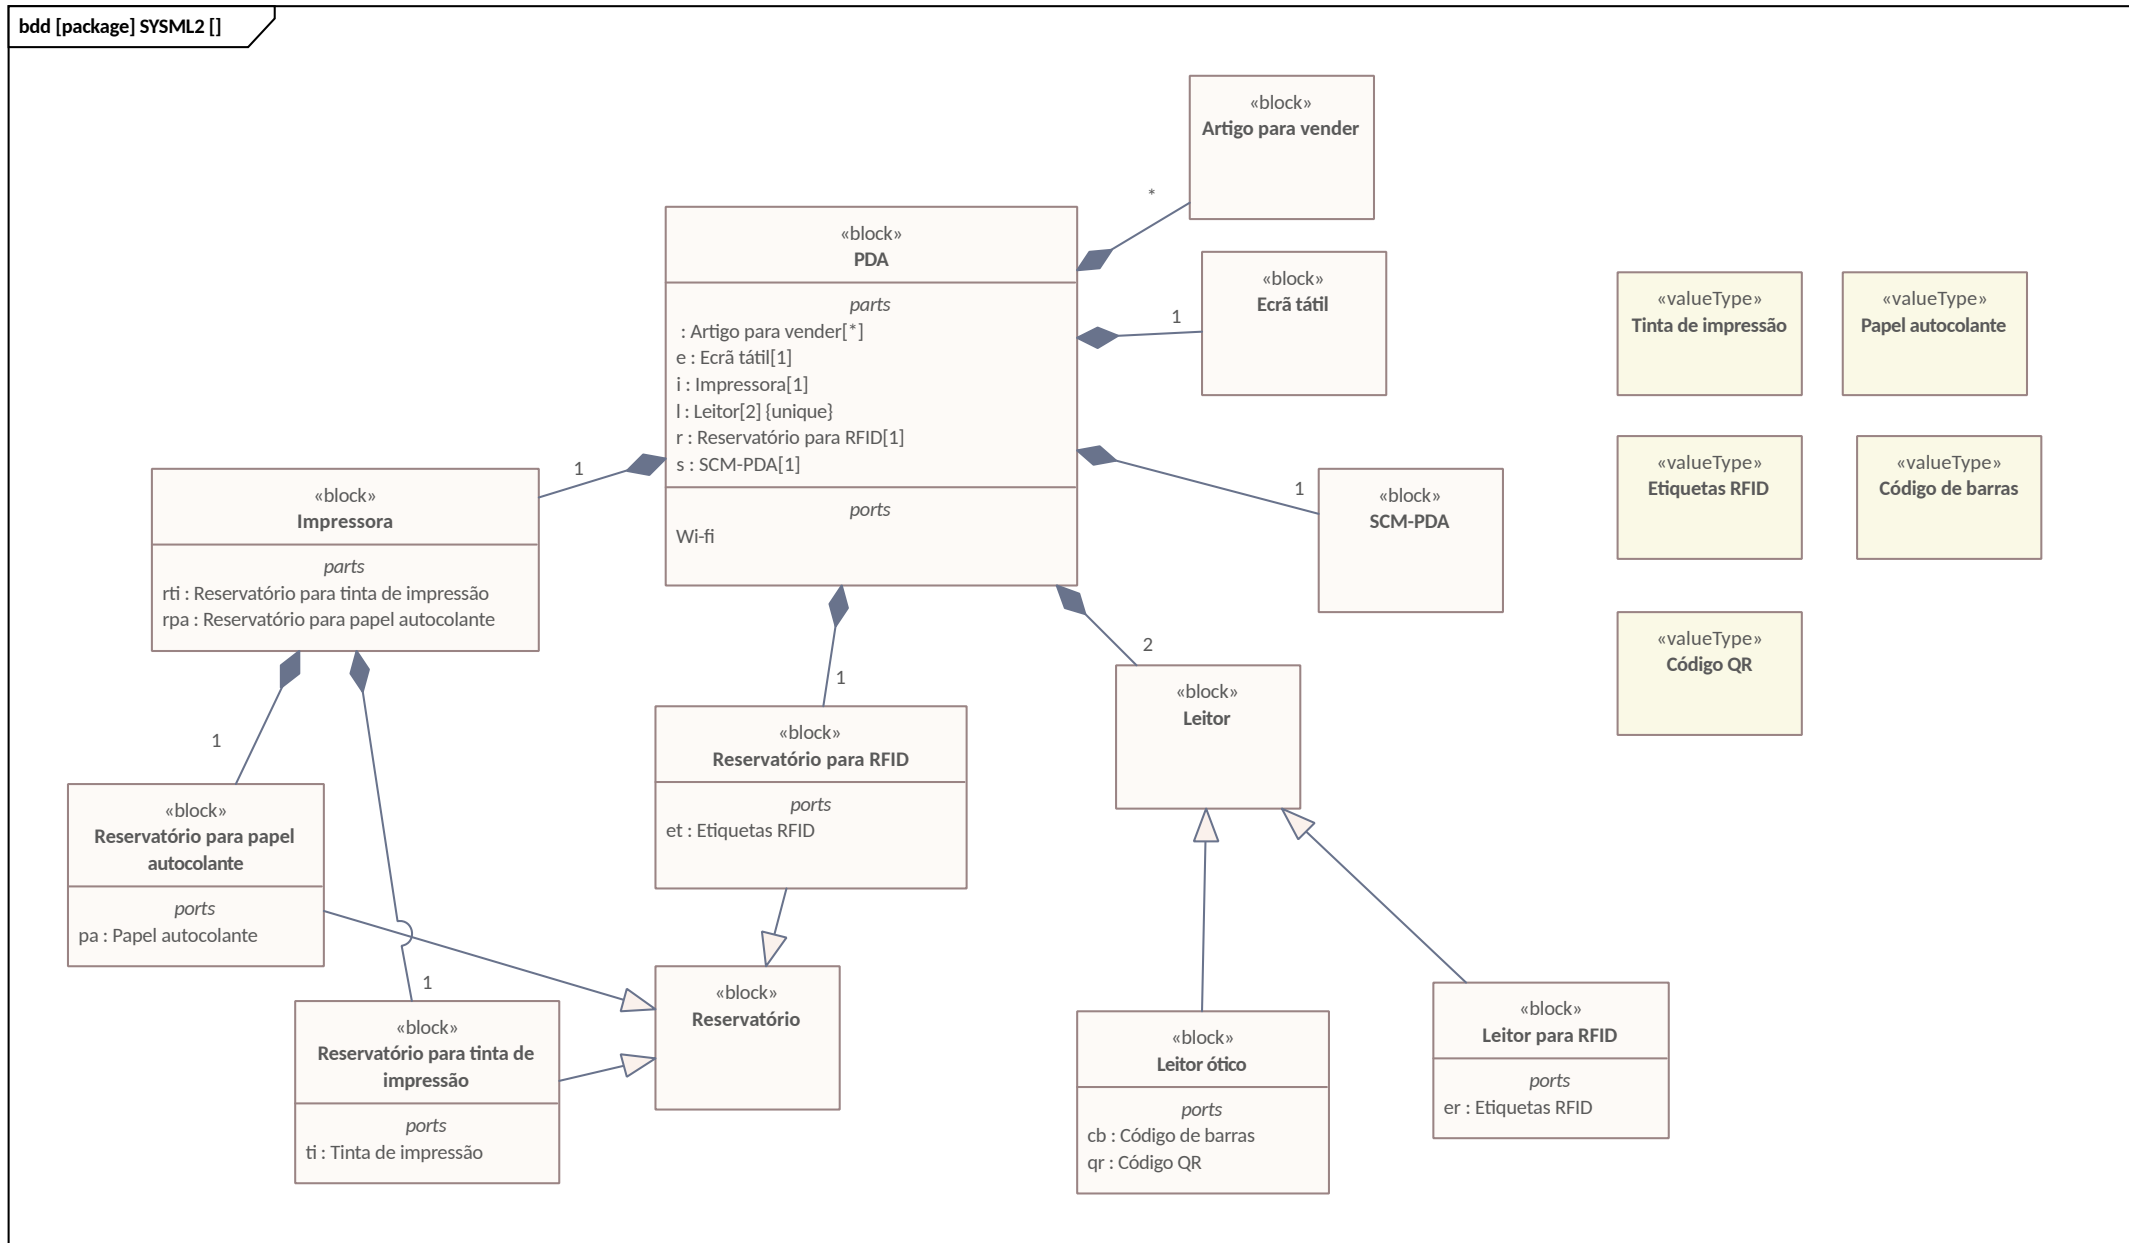 bdd [package] SYSML2 []
«block»
Artigo para vender
*
«block»
PDA
parts
: Artigo para vender[*]
e : Ecrã tátil[1]
i : Impressora[1]
l : Leitor[2] {unique}
r : Reservatório para RFID[1]
s : SCM-PDA[1]
ports
Wi-fi
«block»
Ecrã tátil
1
«valueType»
Tinta de impressão
«valueType»
Papel autocolante
«valueType»
Etiquetas RFID
«valueType»
Código de barras
«valueType»
Código QR
1
«block»
SCM-PDA
1
«block»
Impressora
parts
rti : Reservatório para tinta de impressão
rpa : Reservatório para papel autocolante
1
«block»
Reservatório para RFID
ports
et : Etiquetas RFID
2
«block»
Leitor
1
«block»
Reservatório para papel
autocolante
ports
pa : Papel autocolante
1
«block»
Reservatório para tinta de
impressão
ports
ti : Tinta de impressão
«block»
Reservatório
«block»
Leitor ótico
ports
cb : Código de barras
qr : Código QR
«block»
Leitor para RFID
ports
er : Etiquetas RFID